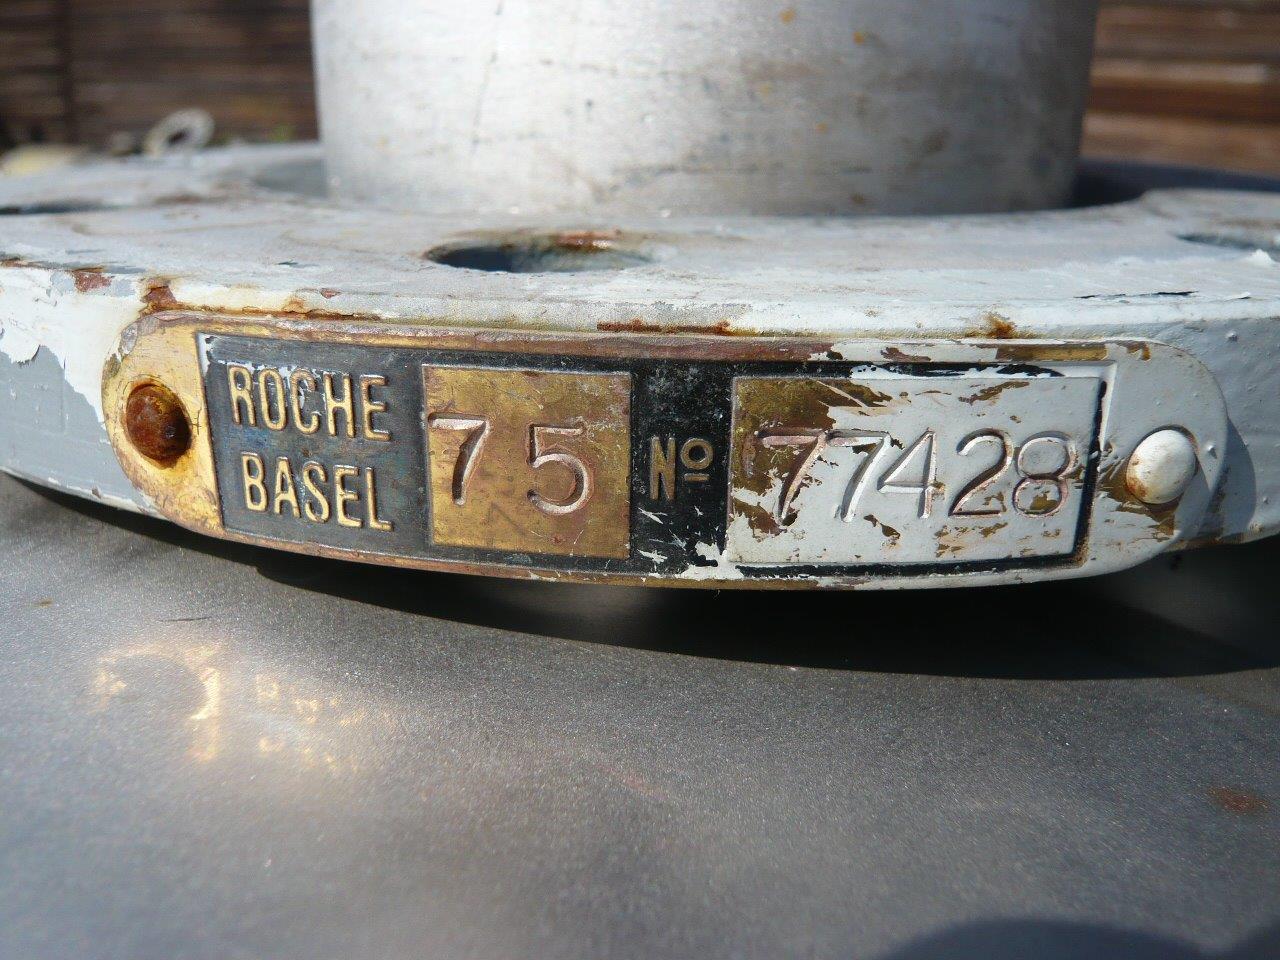 ROCHE
BASEL
75
Nº
77428